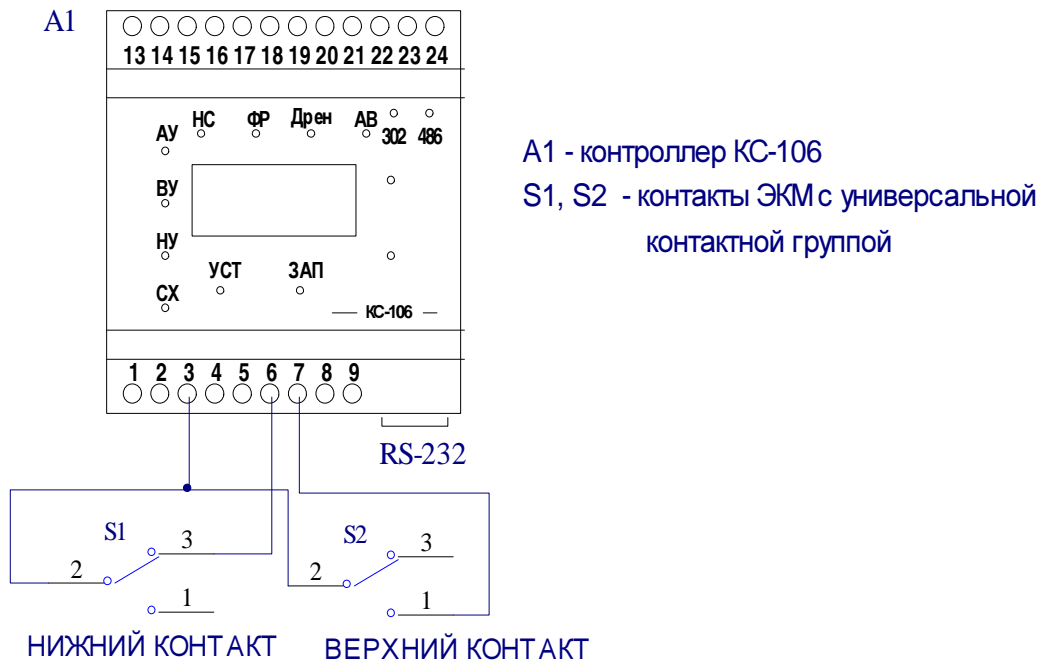 A1
13 14 15 16 17 18 19 20 21 22 23 24
НС ФР Дрен АВ
АУ 302 486
ВУ
НУ
УСТ ЗАП
СХ
КС-106
1 2 3 4 5 6 7 8 9
RS-232
А1 - контроллер КС-106
S1, S2 - контакты ЭКМ с универсальной
контактной группой
S1 3 S2 3
2 2
1 1
НИЖНИЙ КОНТАКТ ВЕРХНИЙ КОНТАКТ